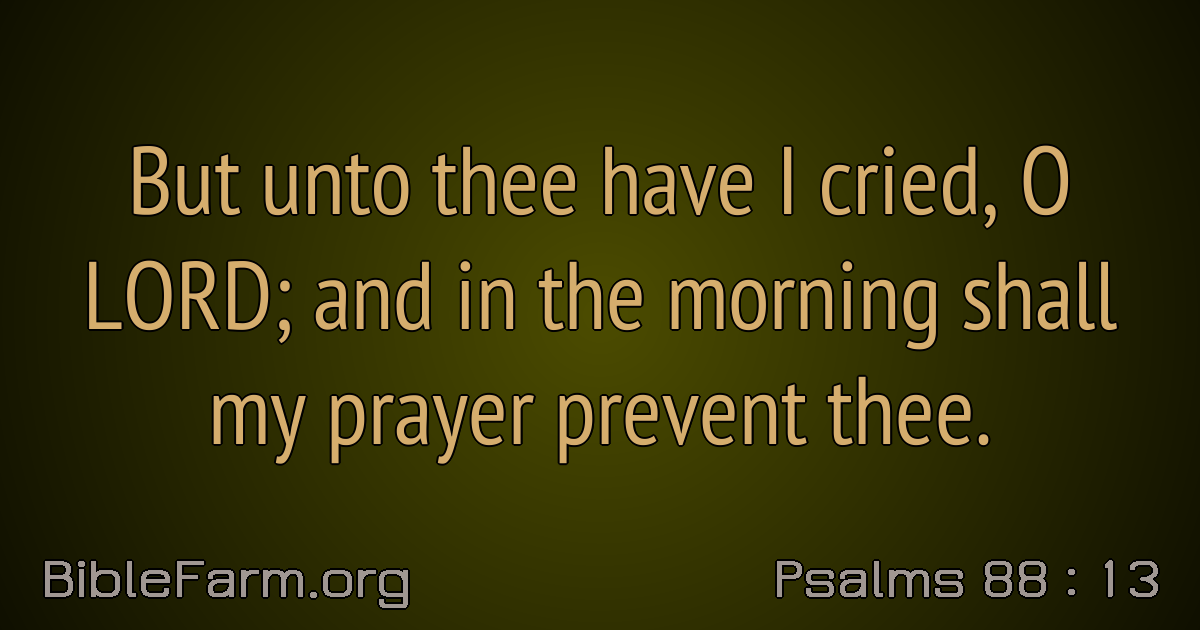 But unto thee have I cried, O
LORD; and in the morning shall
my prayer prevent thee.
BibleFarm.org
Psalms 88 : 13